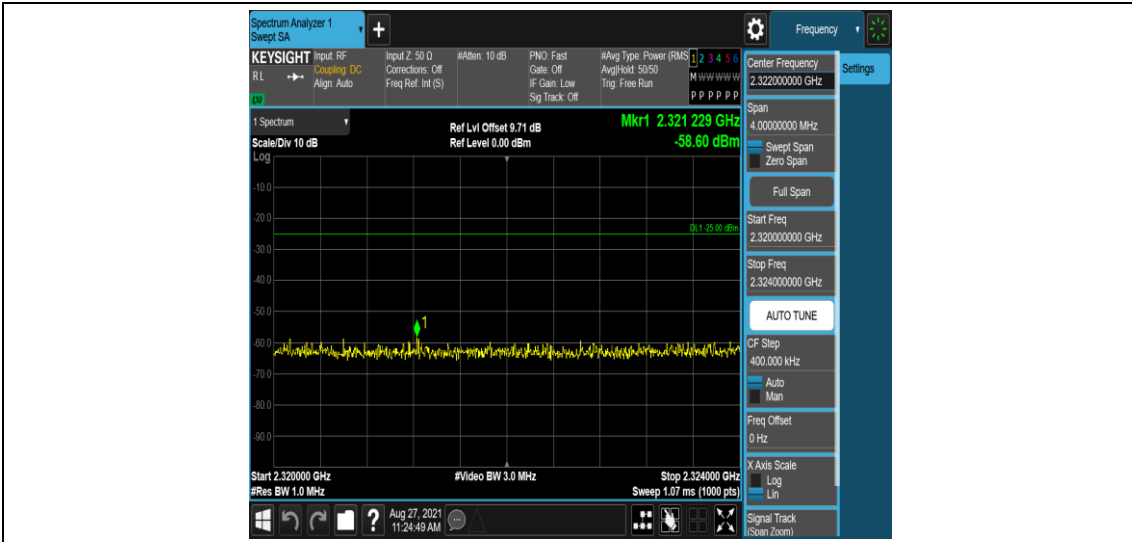 Spectrum Analyzer 1
Swept SA
+
Frequency
KEYSIGHT
RL
LXI
Input: RF
Coupling: DC
Align: Auto
Input Z: 50 Ω
Corrections: Off
Freq Ref: Int (S)
#Atten: 10 dB
PNO: Fast
Gate: Off
IF Gain: Low
Sig Track: Off
#Avg Type: Power (RMS
Avg|Hold: 50/50
Trig: Free Run
1 2 3 4 5 6
M W W W W W
P P P P P P
Center Frequency
2.322000000 GHz
Settings
Span
4.00000000 MHz
Swept Span
Zero Span
Full Span
Start Freq
2.320000000 GHz
Stop Freq
2.324000000 GHz
AUTO TUNE
CF Step
400.000 kHz
Auto
Man
Freq Offset
0 Hz
X Axis Scale
Log
Lin
Signal Track
(Span Zoom)
1 Spectrum
Scale/Div 10 dB
Ref Lvl Offset 9.71 dB
Ref Level 0.00 dBm
Mkr1 2.321 229 GHz
-58.60 dBm
Log
-10.0
-20.0
DL1 -25.00 dBm
-30.0
-40.0
-50.0
1
-60.0
-70.0
-80.0
-90.0
Start 2.320000 GHz
#Res BW 1.0 MHz
#Video BW 3.0 MHz
Stop 2.324000 GHz
Sweep 1.07 ms (1000 pts)
?
Aug 27, 2021
11:24:49 AM